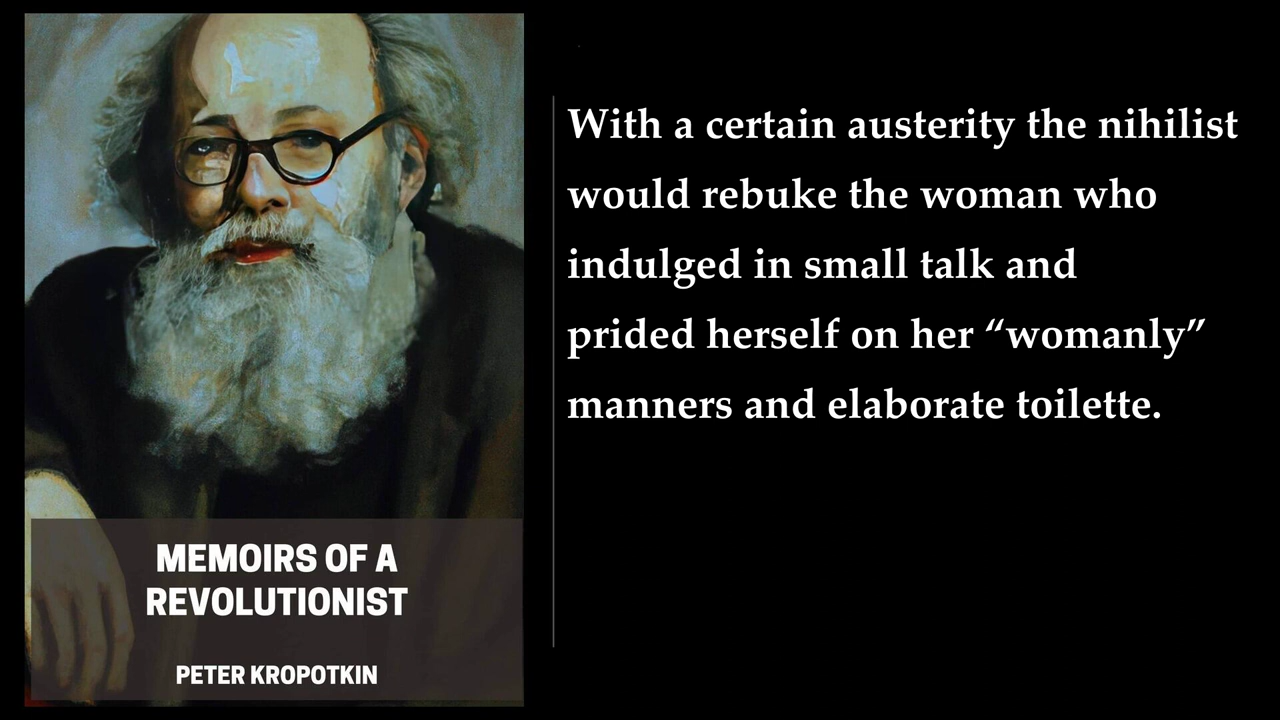 MEMOIRS OF A
REVOLUTIONIST
PETER KROPOTKIN
With a certain austerity the nihilist
would rebuke the woman who
indulged in small talk and
prided herself on her “womanly”
manners and elaborate toilette.